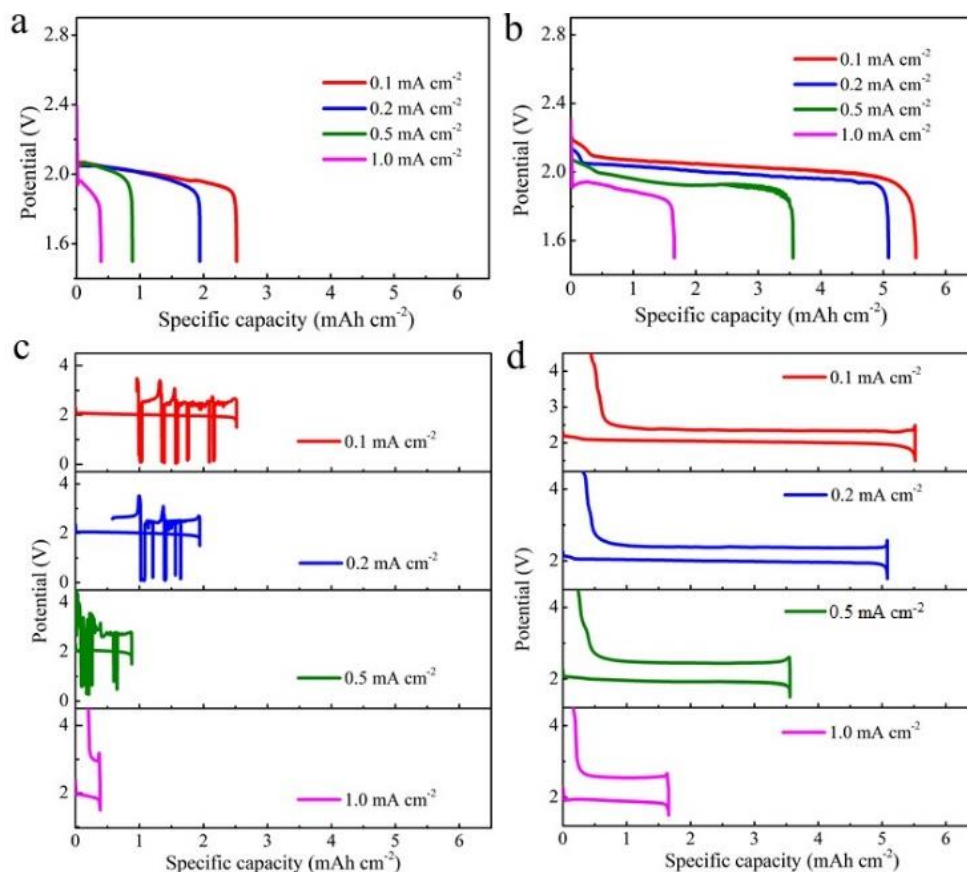 a
2.8
2.4
2.0
1.6
Potential (V)
0.1 mA cm⁻²
0.2 mA cm⁻²
0.5 mA cm⁻²
1.0 mA cm⁻²
0 1 2 3 4 5 6
Specific capacity (mAh cm⁻²)
b
2.8
2.4
2.0
1.6
Potential (V)
0.1 mA cm⁻²
0.2 mA cm⁻²
0.5 mA cm⁻²
1.0 mA cm⁻²
0 1 2 3 4 5 6
Specific capacity (mAh cm⁻²)
c
4
2
0
0.1 mA cm⁻²
4
2
0
0.2 mA cm⁻²
4
2
0
0.5 mA cm⁻²
4
2
1.0 mA cm⁻²
Potential (V)
0 1 2 3 4 5 6
Specific capacity (mAh cm⁻²)
d
4
3
2
0.1 mA cm⁻²
4
2
0.2 mA cm⁻²
4
2
0.5 mA cm⁻²
4
2
1.0 mA cm⁻²
Potential (V)
0 1 2 3 4 5 6
Specific capacity (mAh cm⁻²)